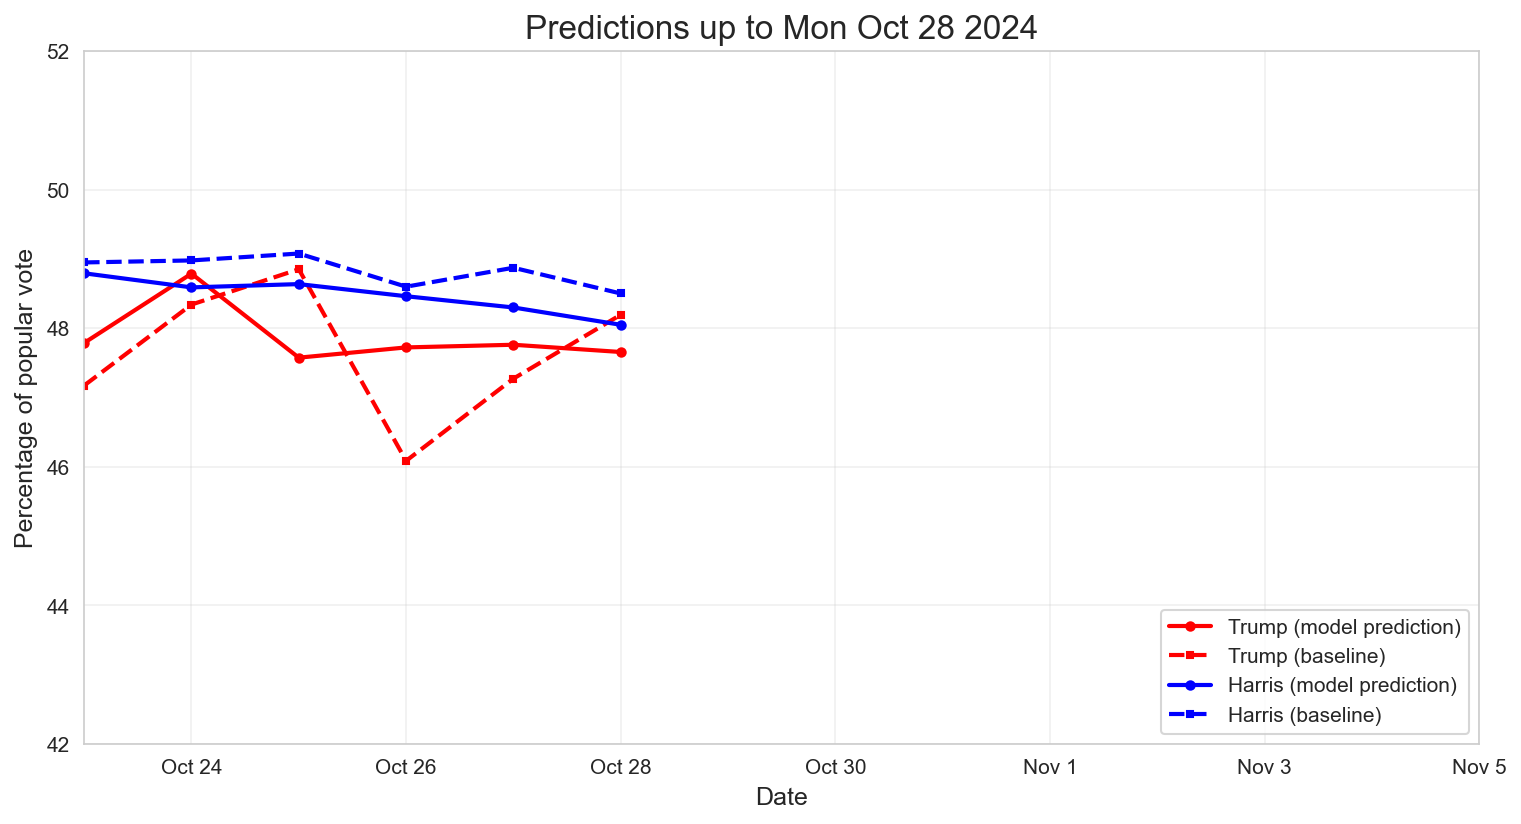 Predictions up to Mon Oct 28 2024
Percentage of popular vote
52
50
48
46
44
42
Trump (model prediction)
Trump (baseline)
Harris (model prediction)
Harris (baseline)
Oct 24 Oct 26 Oct 28 Oct 30 Nov 1 Nov 3 Nov 5
Date